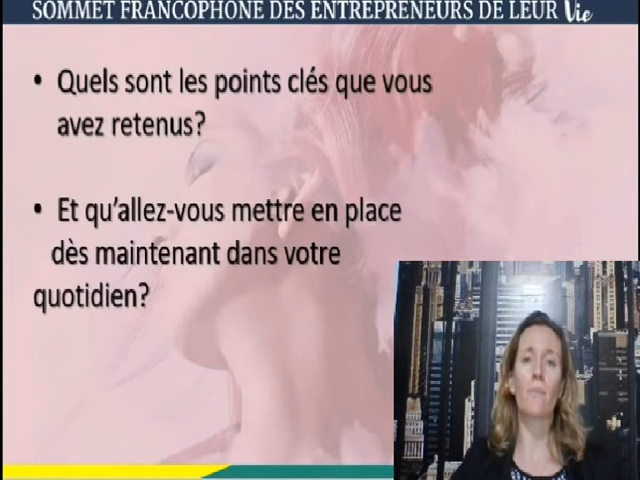 SOMMET FRANCOPHONE DES ENTREPRENEURS DE LEUR Vie
• Quels sont les points clés que vous
avez retenus?
• Et qu'allez-vous mettre en place
dès maintenant dans votre
quotidien?